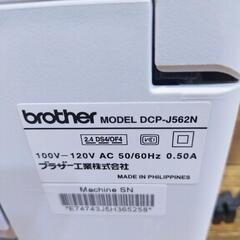 brother MODEL DCP-J562N
2.4 DS4/OF4
100V-120V AC 50/60Hz 0.50A
ブラザー工業株式会社
MADE IN PHILIPPINES
Machine SN
*E74743J5H365258*